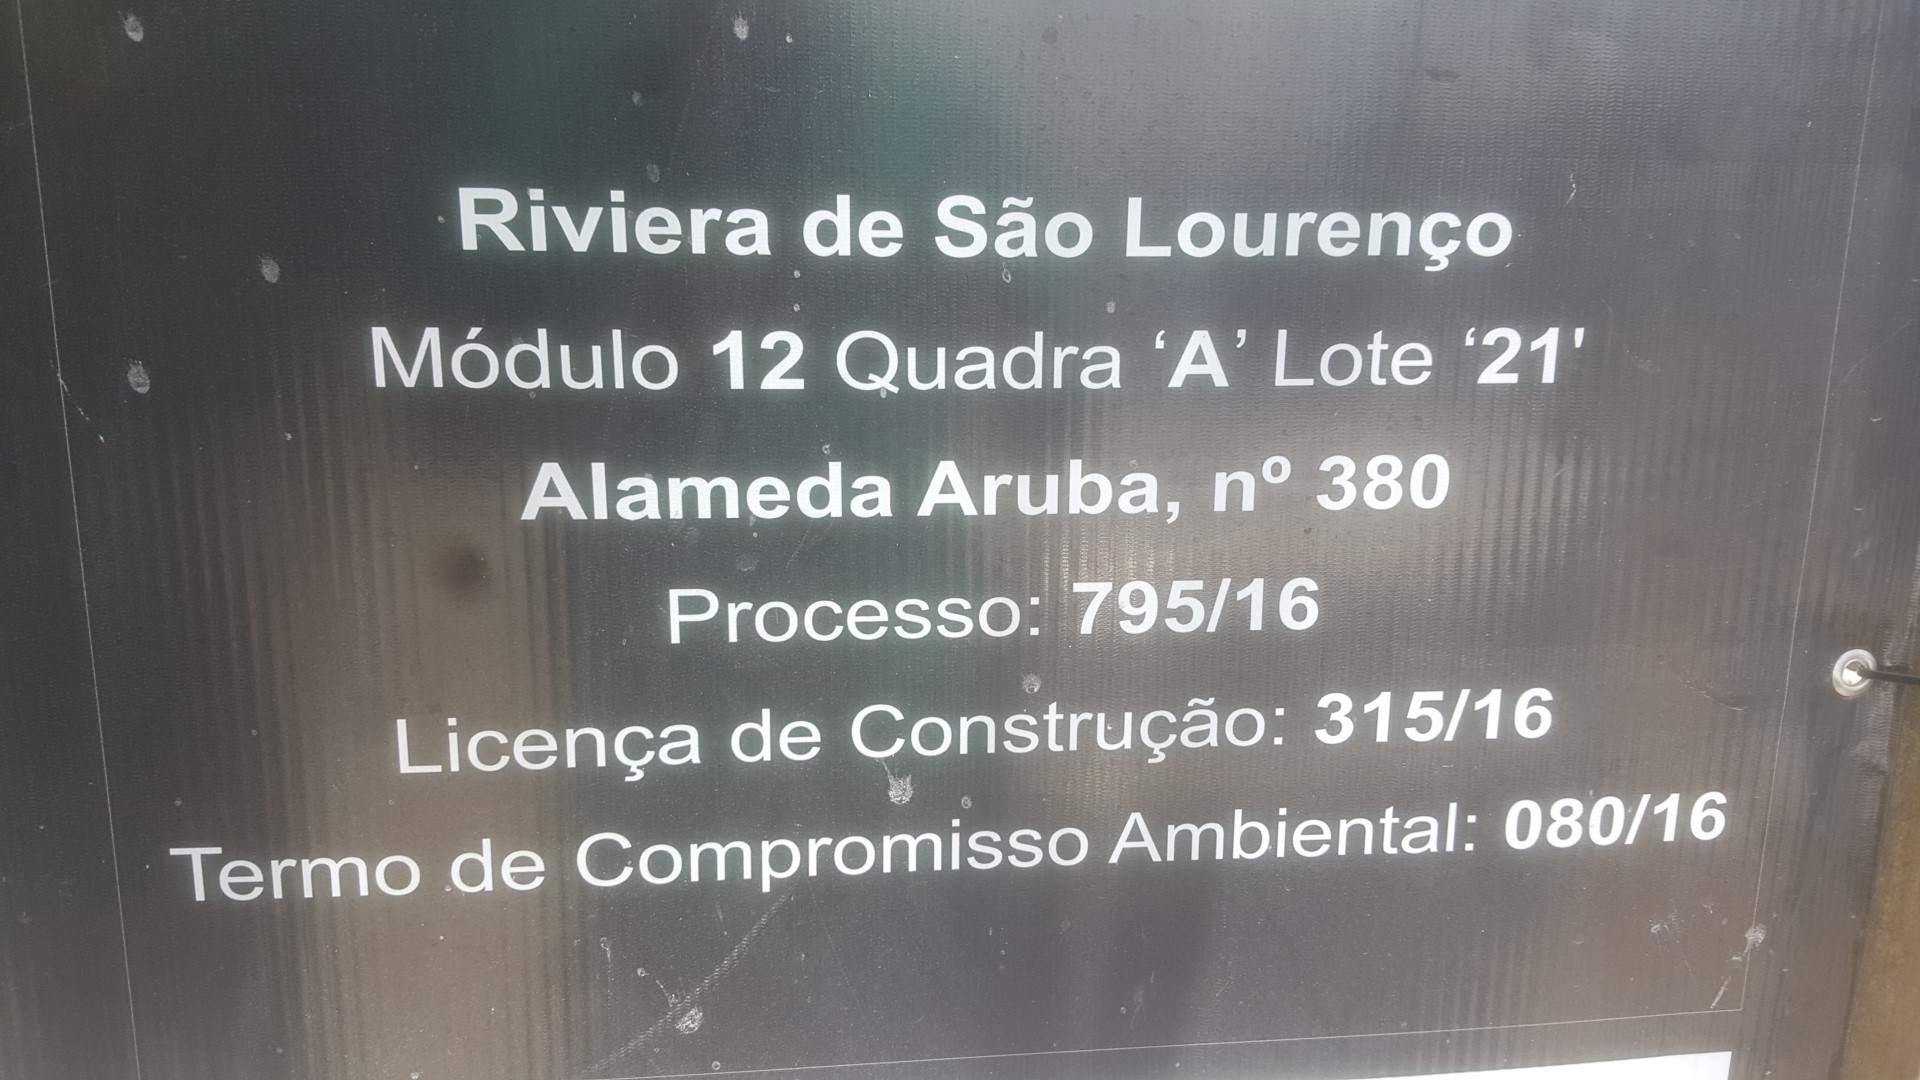 Riviera de São Lourenço
Módulo 12 Quadra ‘A’ Lote ‘21'
Alameda Aruba, nº 380
Processo: 795/16
Licença de Construção: 315/16
Termo de Compromisso Ambiental: 080/16